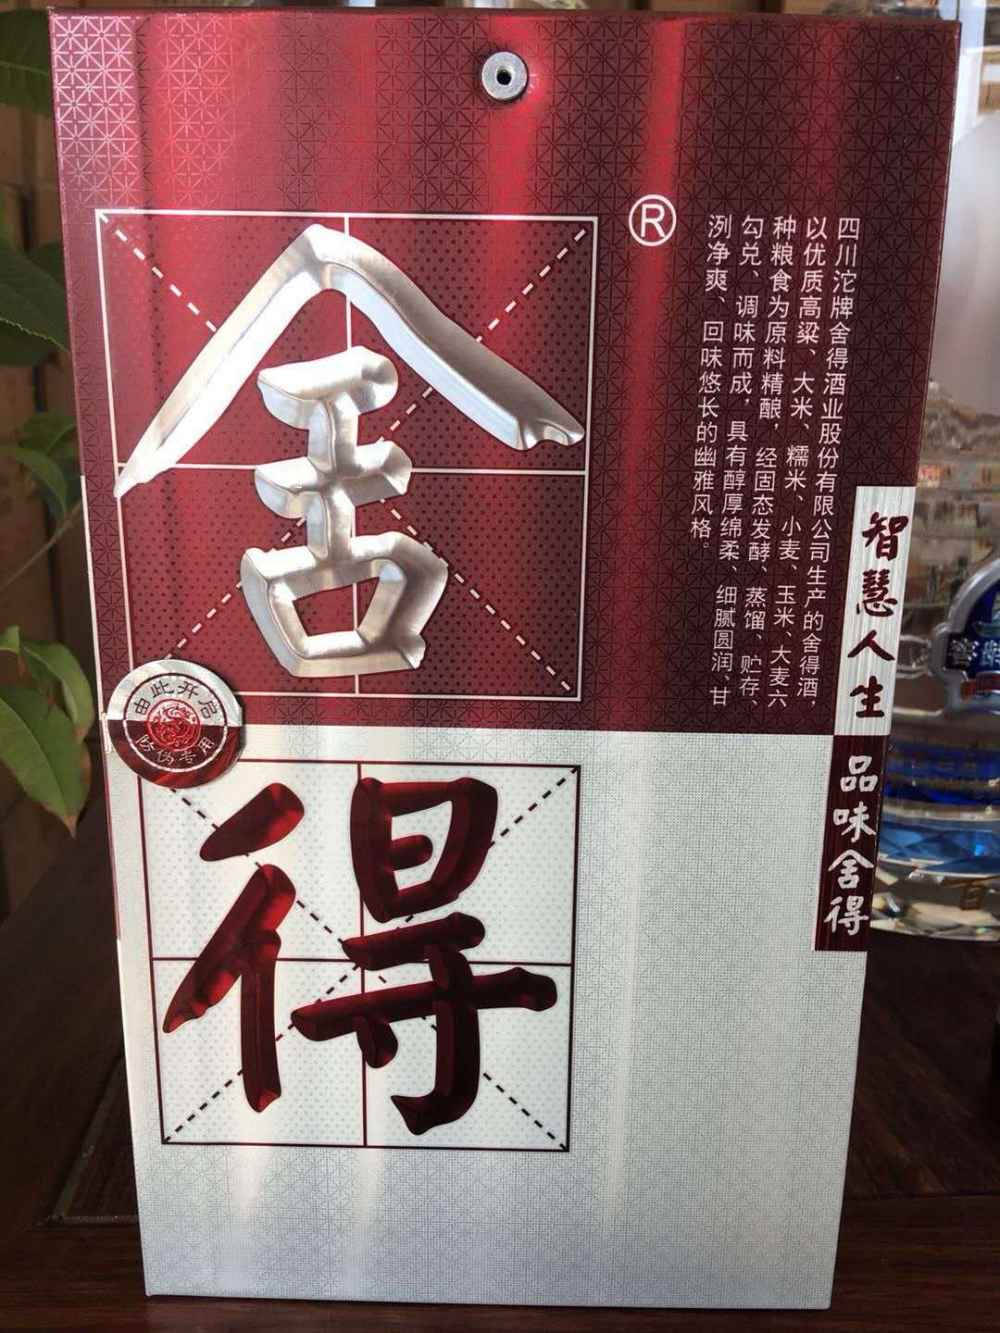 舍
得
®
四川沱牌舍得酒业股份有限公司生产的舍得酒，
以优质高粱、大米、糯米、小麦、玉米、大麦六
种粮食为原料精酿，经固态发酵、蒸馏、贮存、
勾兑、调味而成，具有醇厚绵柔、细腻圆润、甘
洌净爽、回味悠长的幽雅风格。
智慧人生
品味舍得
由此开启
防伪专用